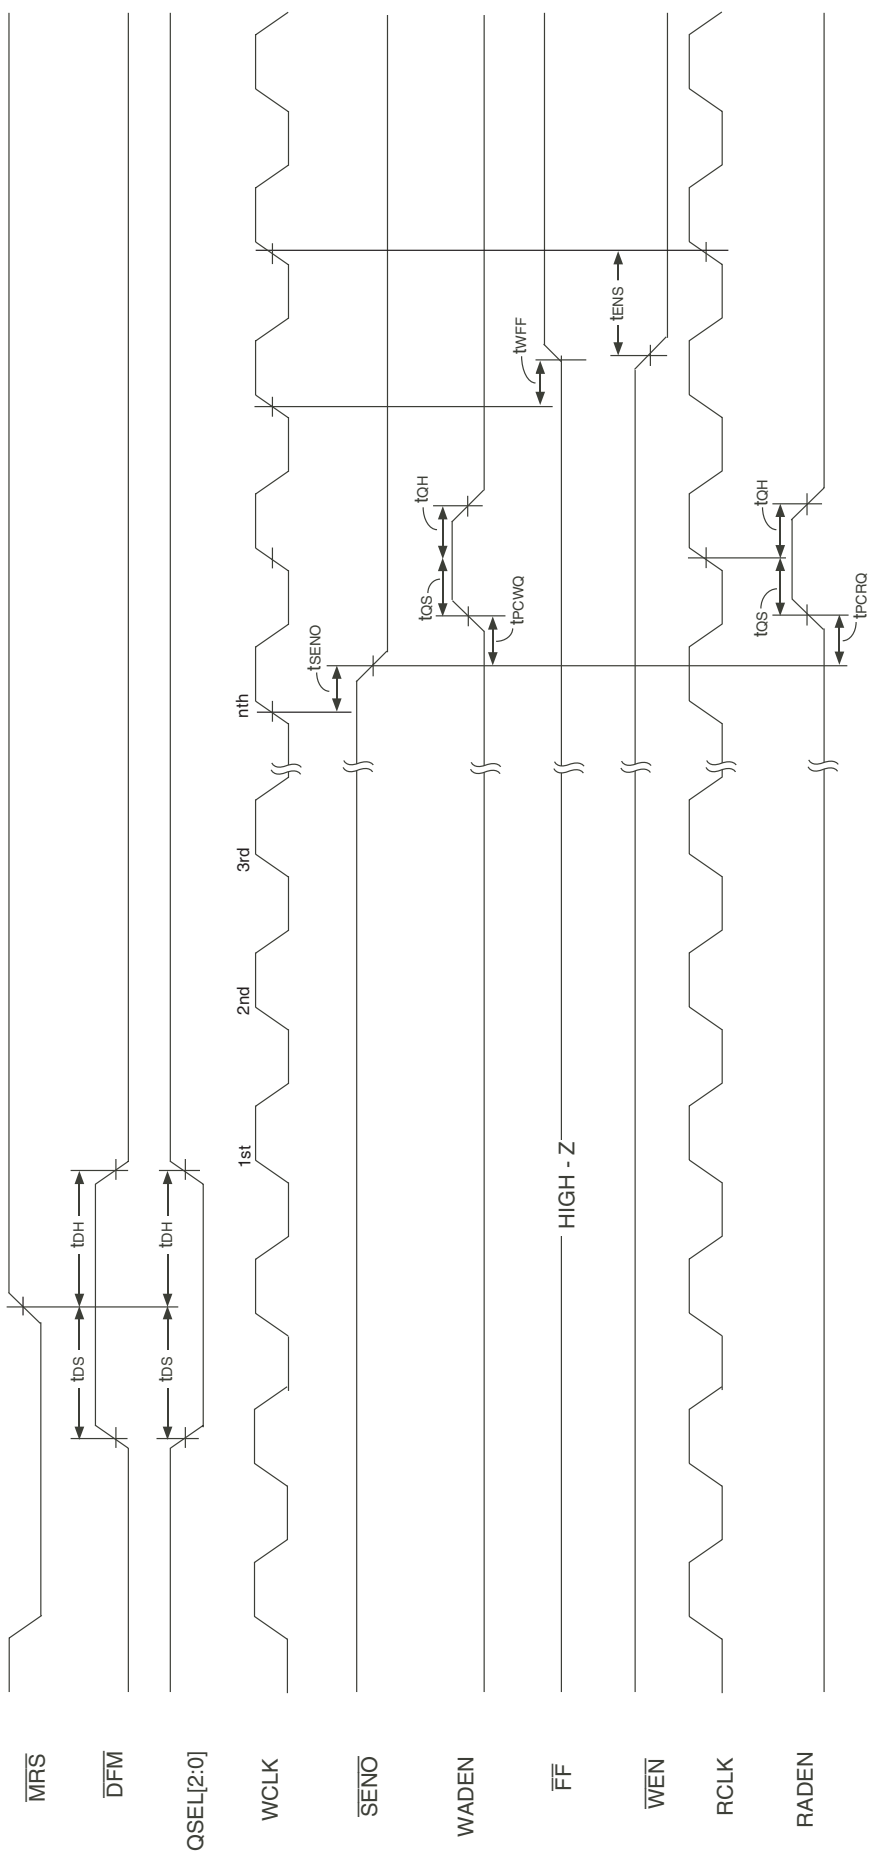 MRS
tDS
tDH
DFM
tDS
tDH
QSEL[2:0]
WCLK
1st
2nd
3rd
nth
SENO
tSENO
WADEN
tQS
tQH
tPCWQ
FF
HIGH - Z
tWFF
WEN
tENS
RCLK
RADEN
tQS
tQH
tPCRQ